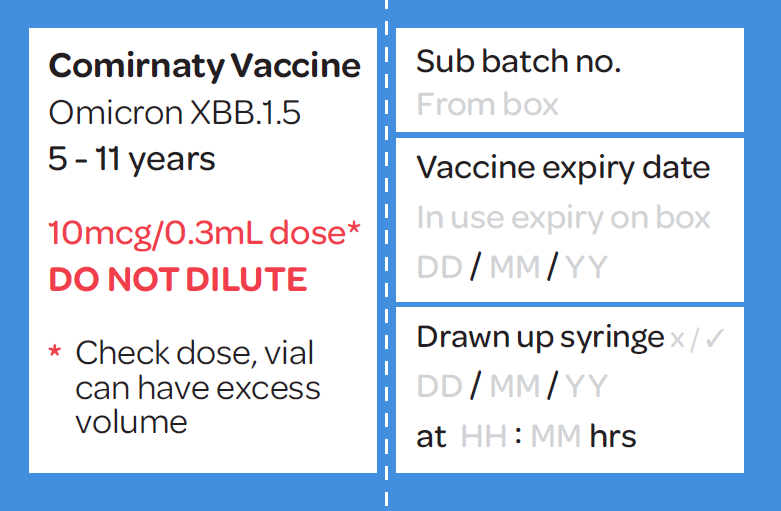 Comirnaty Vaccine
Omicron XBB.1.5
5 - 11 years
10mcg/0.3mL dose*
DO NOT DILUTE
* Check dose, vial
can have excess
volume
Sub batch no.
From box
Vaccine expiry date
In use expiry on box
DD / MM / YY
Drawn up syringe x / ✓
DD / MM / YY
at HH : MM hrs